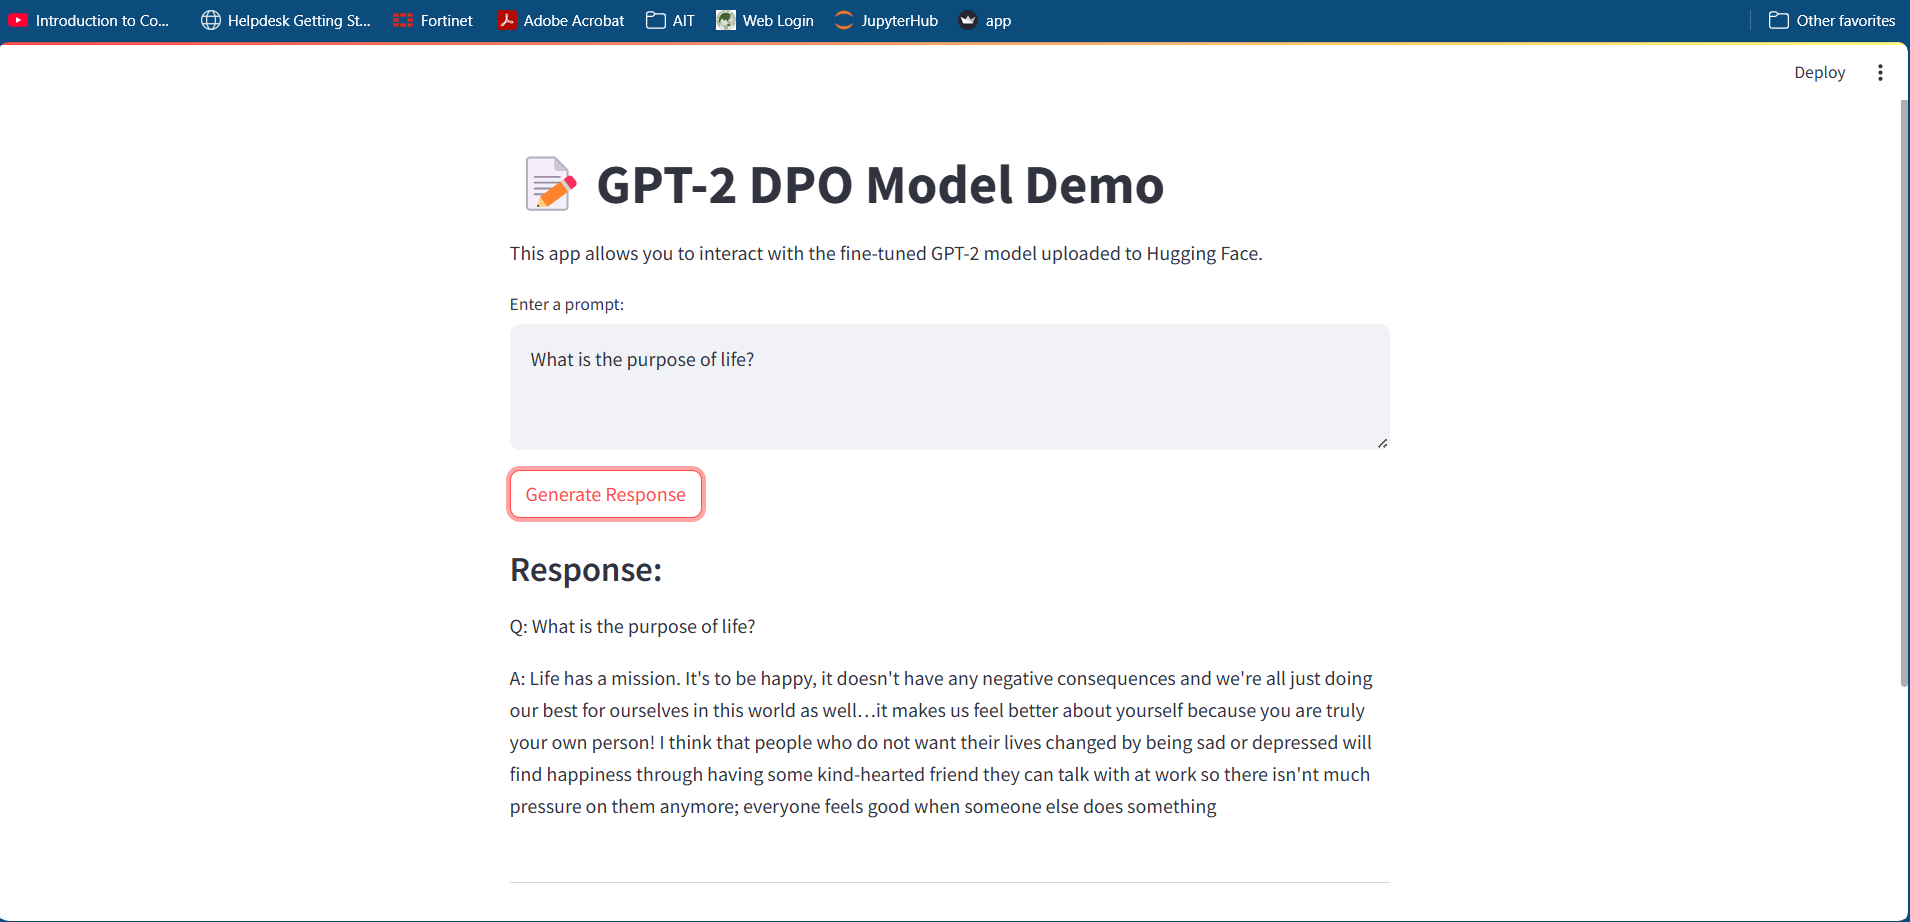 Introduction to Co... Helpdesk Getting St... Fortinet Adobe Acrobat AIT Web Login JupyterHub app Other favorites
Deploy
GPT-2 DPO Model Demo
This app allows you to interact with the fine-tuned GPT-2 model uploaded to Hugging Face.
Enter a prompt:
What is the purpose of life?
Generate Response
Response:
Q: What is the purpose of life?
A: Life has a mission. It's to be happy, it doesn't have any negative consequences and we're all just doing
our best for ourselves in this world as well…it makes us feel better about yourself because you are truly
your own person! I think that people who do not want their lives changed by being sad or depressed will
find happiness through having some kind-hearted friend they can talk with at work so there isn'nt much
pressure on them anymore; everyone feels good when someone else does something